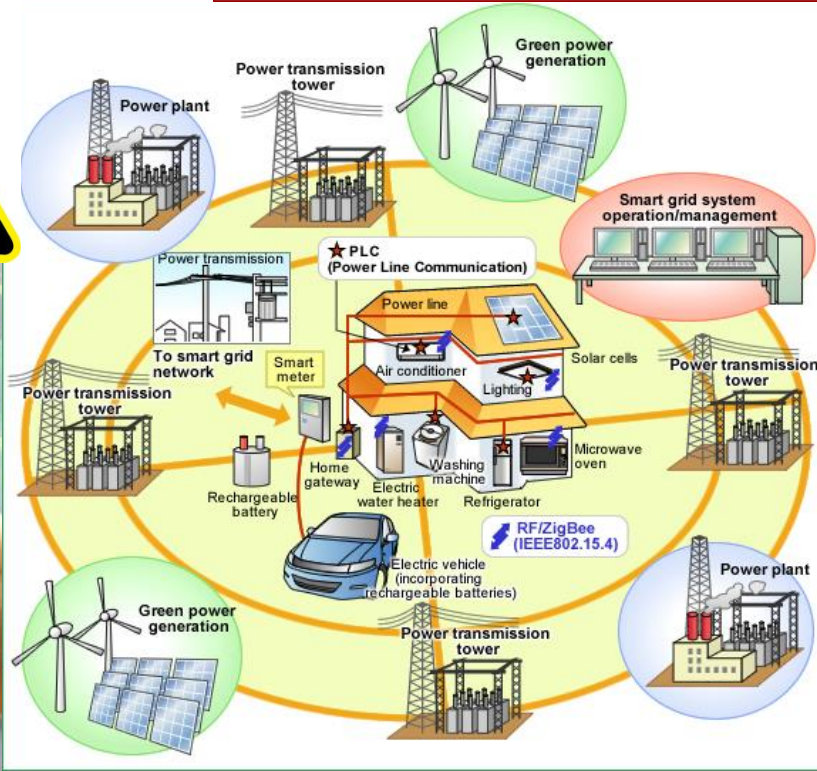 Green power
generation
Power transmission
tower
Power plant
Smart grid system
operation/management
★ PLC
(Power Line Communication)
Power transmission
Power line
To smart grid
network
Smart
meter
Air conditioner
Solar cells
Lighting
Power transmission
tower
Power transmission
tower
Rechargeable
battery
Home
gateway
Electric
water heater
Washing
machine
Refrigerator
Microwave
oven
RF/ZigBee
(IEEE802.15.4)
Electric vehicle
(incorporating
rechargeable batteries)
Power plant
Green power
generation
Power transmission
tower